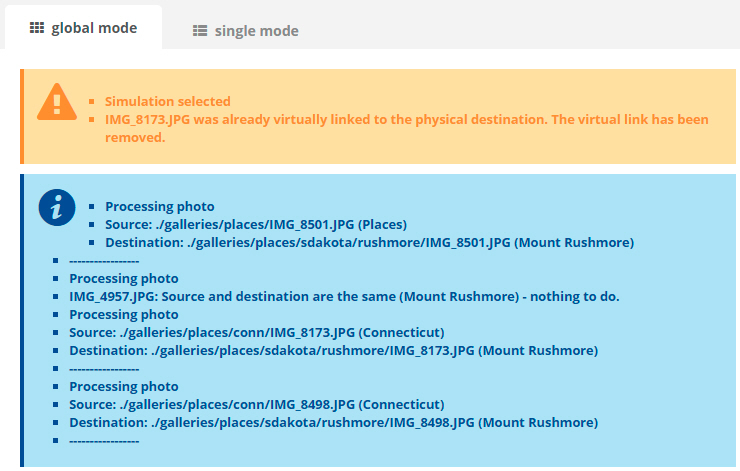 global mode
single mode
Simulation selected
IMG_8173.JPG was already virtually linked to the physical destination. The virtual link has been
removed.
Processing photo
Source: ./galleries/places/IMG_8501.JPG (Places)
Destination: ./galleries/places/sdakota/rushmore/IMG_8501.JPG (Mount Rushmore)
-----------------
Processing photo
IMG_4957.JPG: Source and destination are the same (Mount Rushmore) - nothing to do.
Processing photo
Source: ./galleries/places/conn/IMG_8173.JPG (Connecticut)
Destination: ./galleries/places/sdakota/rushmore/IMG_8173.JPG (Mount Rushmore)
-----------------
Processing photo
Source: ./galleries/places/conn/IMG_8498.JPG (Connecticut)
Destination: ./galleries/places/sdakota/rushmore/IMG_8498.JPG (Mount Rushmore)
-----------------